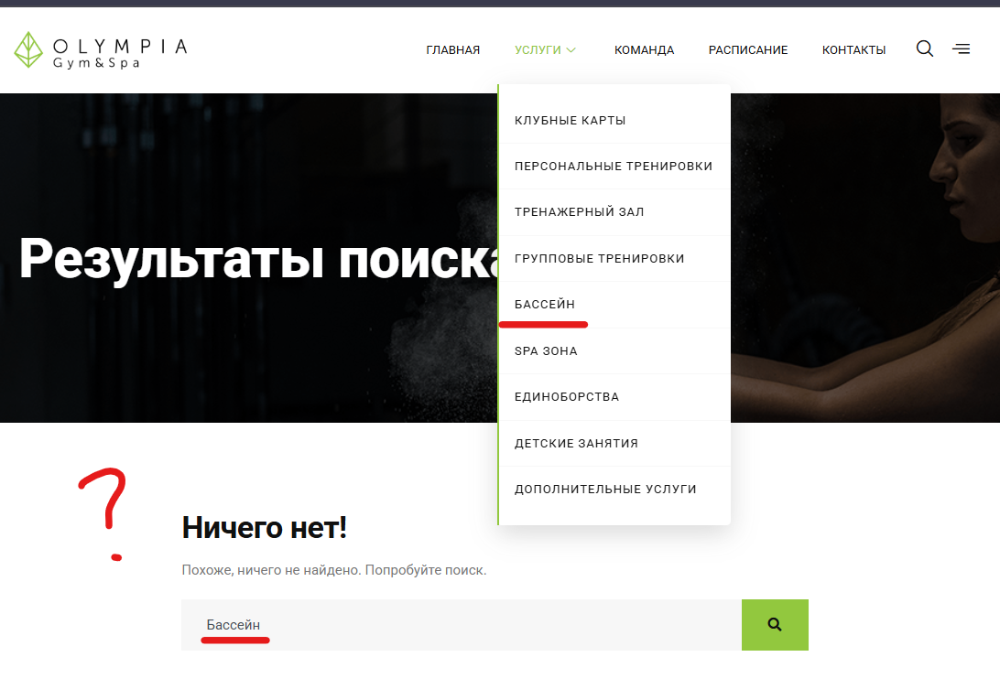 OLYMPIA
Gym&Spa
ГЛАВНАЯ УСЛУГИ КОМАНДА РАСПИСАНИЕ КОНТАКТЫ
КЛУБНЫЕ КАРТЫ
ПЕРСОНАЛЬНЫЕ ТРЕНИРОВКИ
ТРЕНАЖЕРНЫЙ ЗАЛ
ГРУППОВЫЕ ТРЕНИРОВКИ
БАССЕЙН
SPA ЗОНА
ЕДИНОБОРСТВА
ДЕТСКИЕ ЗАНЯТИЯ
ДОПОЛНИТЕЛЬНЫЕ УСЛУГИ
Результаты поиска
?
Ничего нет!
Похоже, ничего не найдено. Попробуйте поиск.
Бассейн